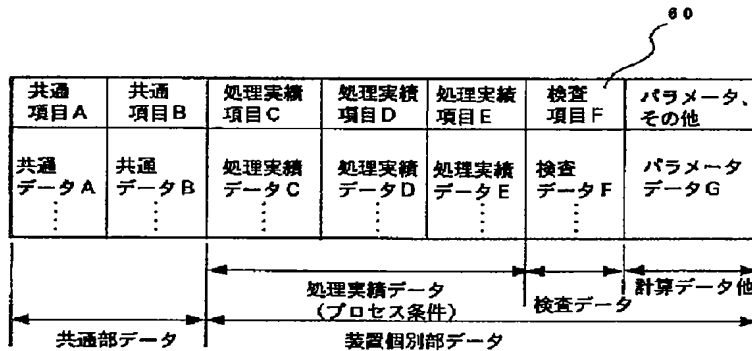 60
共通
項目A
共通
項目B
処理実績
項目C
処理実績
項目D
処理実績
項目E
検査
項目F
パラメータ、
その他
共通
データA
共通
データB
処理実績
データC
処理実績
データD
処理実績
データE
検査
データF
パラメータ
データG
処理実績データ
(プロセス条件)
検査データ
計算データ他
共通部データ
装置個別部データ